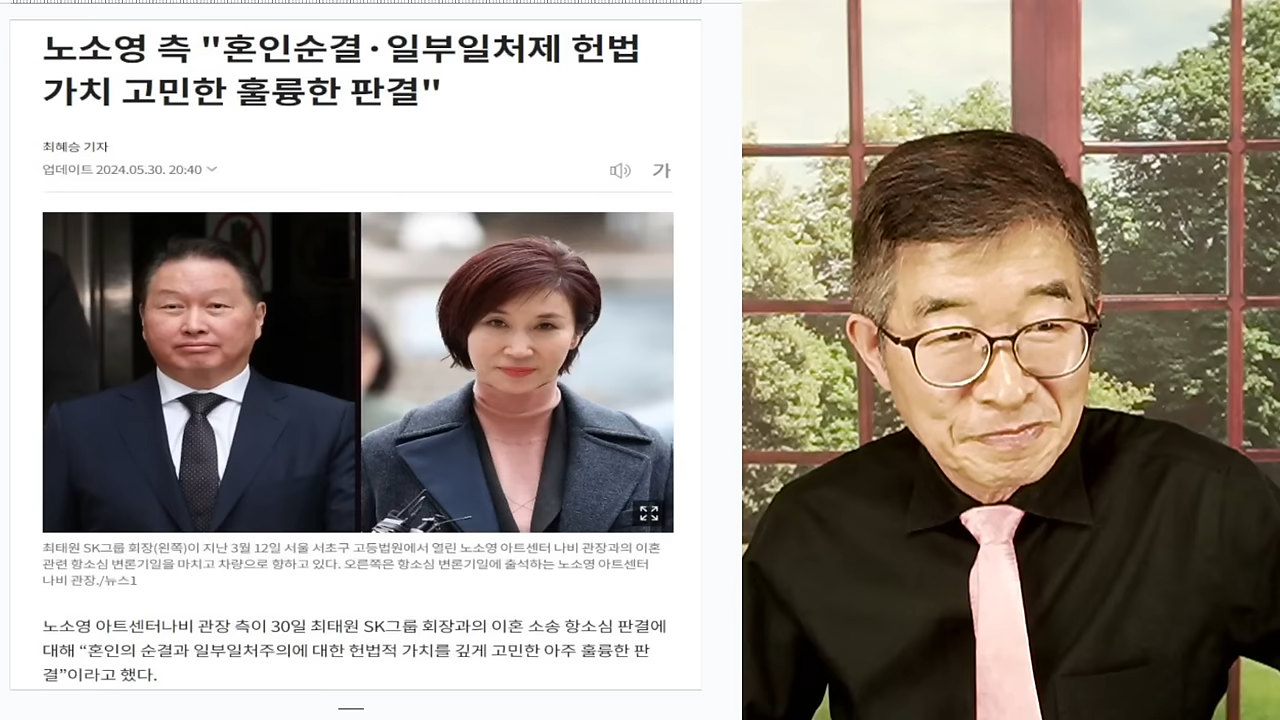 노소영 측 "혼인순결·일부일처제 헌법
가치 고민한 훌륭한 판결"
최혜승 기자
업데이트 2024.05.30. 20:40
가
최태원 SK그룹 회장(왼쪽)이 지난 3월 12일 서울 서초구 고등법원에서 열린 노소영 아트센터 나비 관장과의 이혼
관련 항소심 변론기일을 마치고 차량으로 향하고 있다. 오른쪽은 항소심 변론기일에 출석하는 노소영 아트센터
나비 관장./뉴스1
노소영 아트센터나비 관장 측이 30일 최태원 SK그룹 회장과의 이혼 소송 항소심 판결에
대해 “혼인의 순결과 일부일처주의에 대한 헌법적 가치를 깊게 고민한 아주 훌륭한 판
결”이라고 했다.